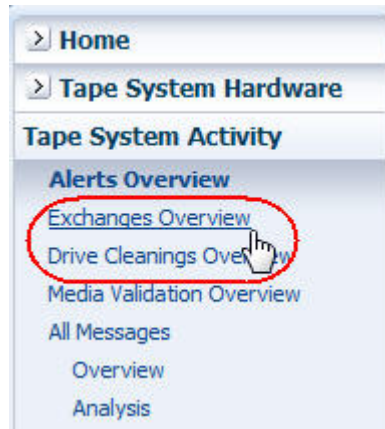 Home
Tape System Hardware
Tape System Activity
Alerts Overview
Exchanges Overview
Drive Cleanings Overview
Media Validation Overview
All Messages
Overview
Analysis